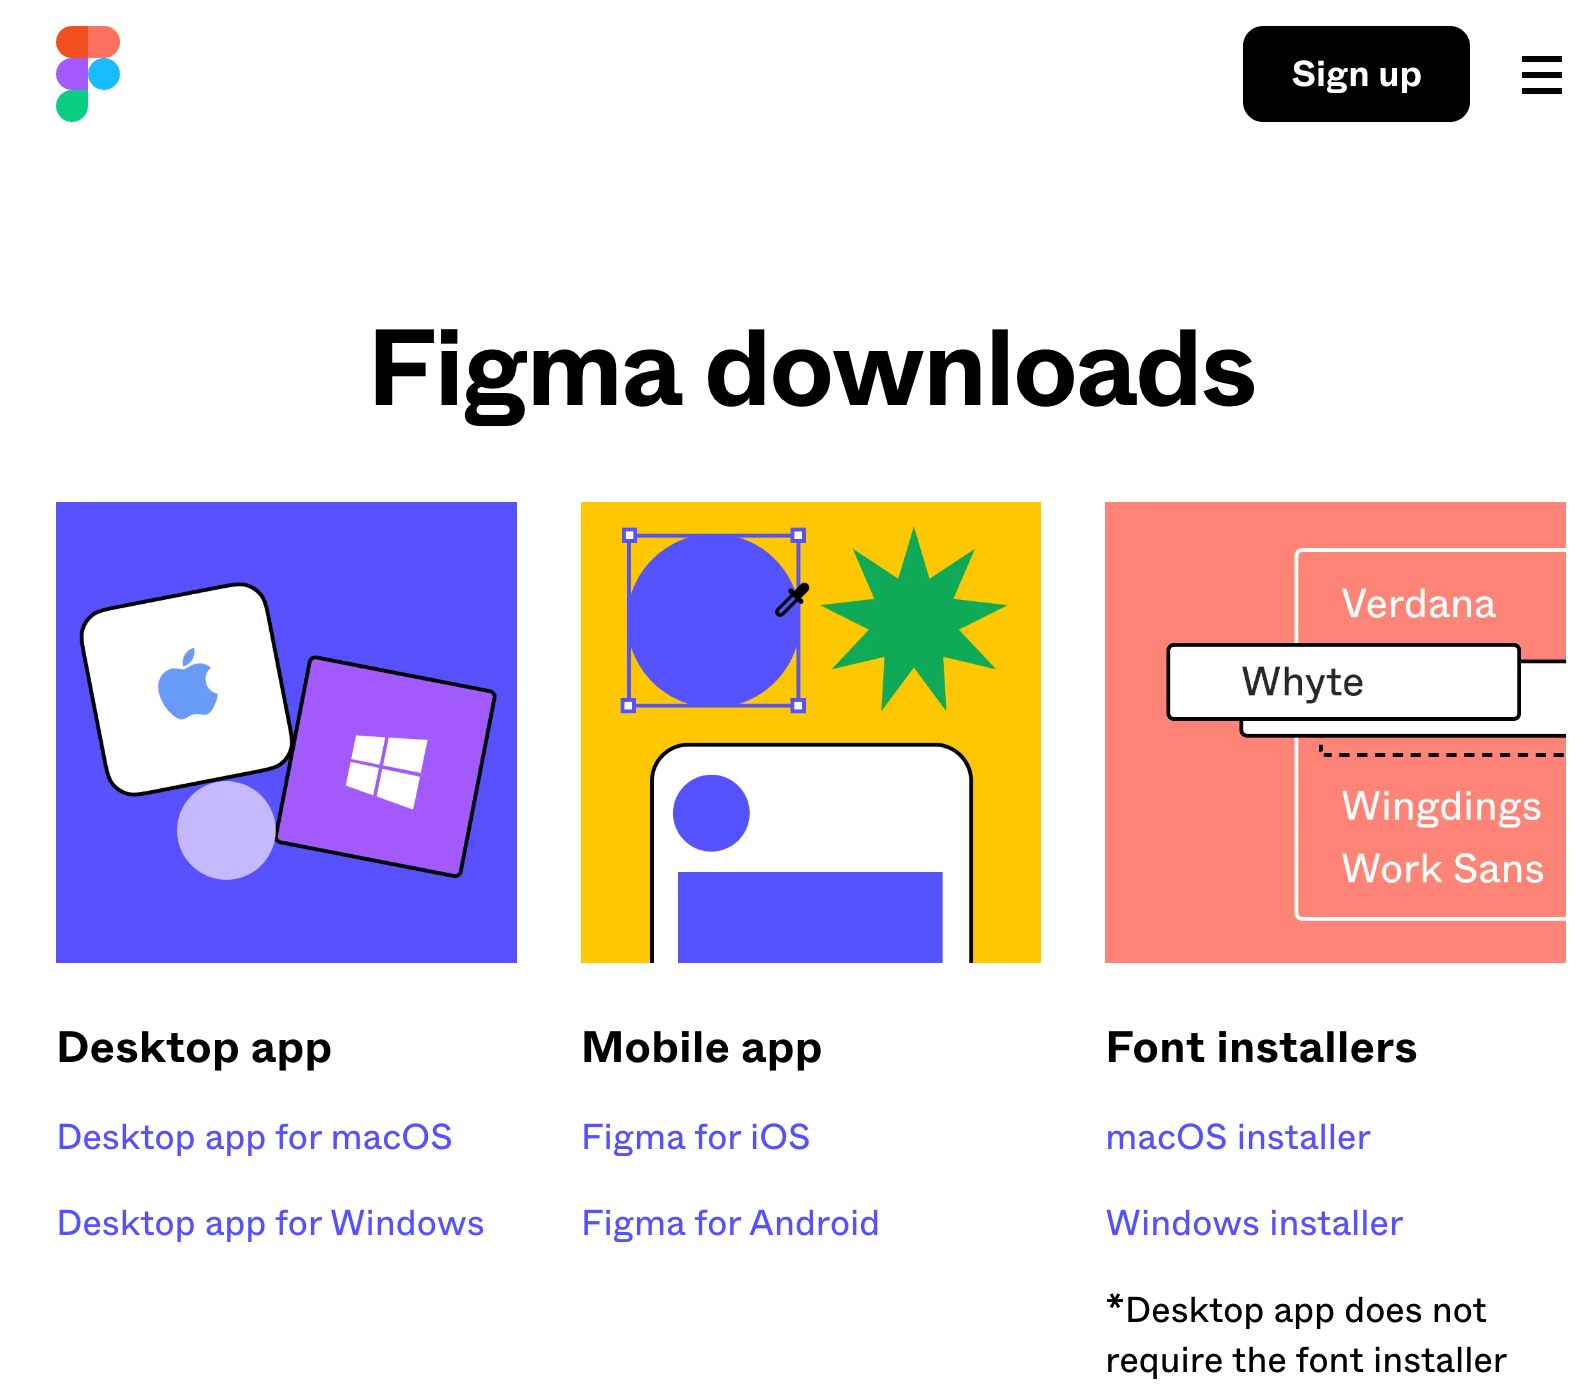 Sign up
Figma downloads
Verdana
Whyte
Wingdings
Work Sans
Desktop app
Desktop app for macOS
Desktop app for Windows
Mobile app
Figma for iOS
Figma for Android
Font installers
macOS installer
Windows installer
*Desktop app does not
require the font installer